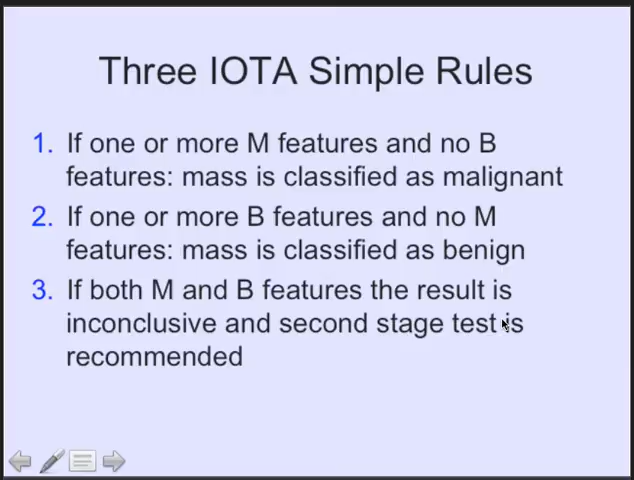 Three IOTA Simple Rules
1. If one or more M features and no B
features: mass is classified as malignant
2. If one or more B features and no M
features: mass is classified as benign
3. If both M and B features the result is
inconclusive and second stage test is
recommended